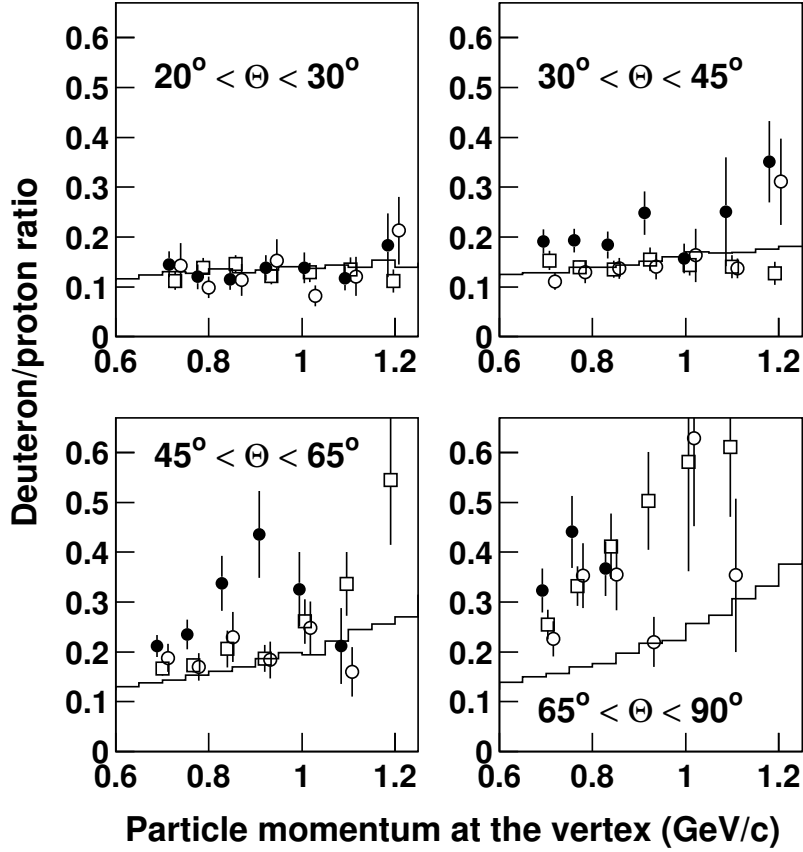 Deuteron/proton ratio
20° < Θ < 30°
0.6
0.5
0.4
0.3
0.2
0.1
0
0.6 0.8 1 1.2
30° < Θ < 45°
0.6
0.5
0.4
0.3
0.2
0.1
0
0.6 0.8 1 1.2
45° < Θ < 65°
0.6
0.5
0.4
0.3
0.2
0.1
0
0.6 0.8 1 1.2
0.6
0.5
0.4
0.3
0.2
0.1
0
65° < Θ < 90°
0.6 0.8 1 1.2
Particle momentum at the vertex (GeV/c)